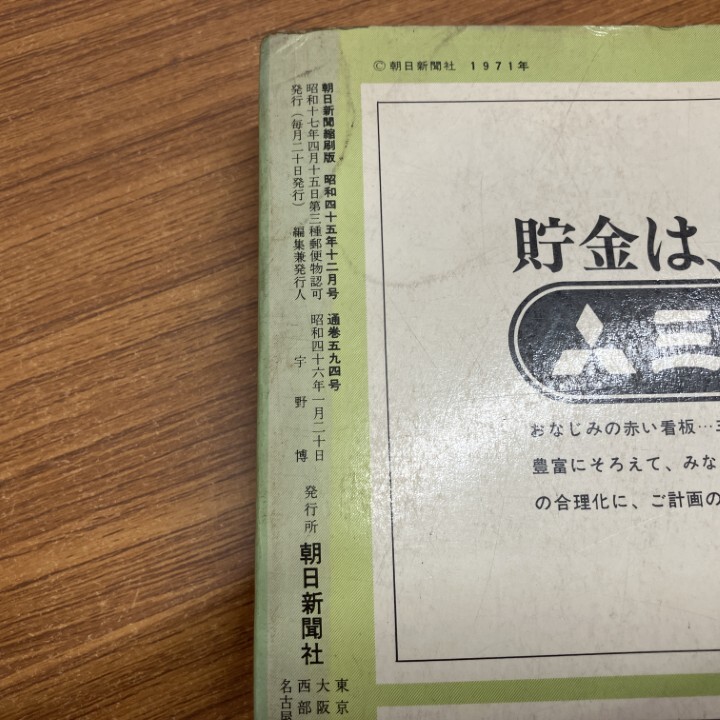 ©朝日新聞社 1971年
朝日新聞縮刷版 昭和四十五年十二月号 通巻五九四号
昭和十七年四月十五日第三種郵便物認可 昭和四十六年一月二十日
発行(毎月二十日発行) 編集兼発行人 宇野博
発行所 朝日新聞社
東京
大阪
西部
名古屋
貯金は、
三
おなじみの赤い看板…三
豊富にそろえて、みな
の合理化に、ご計画の